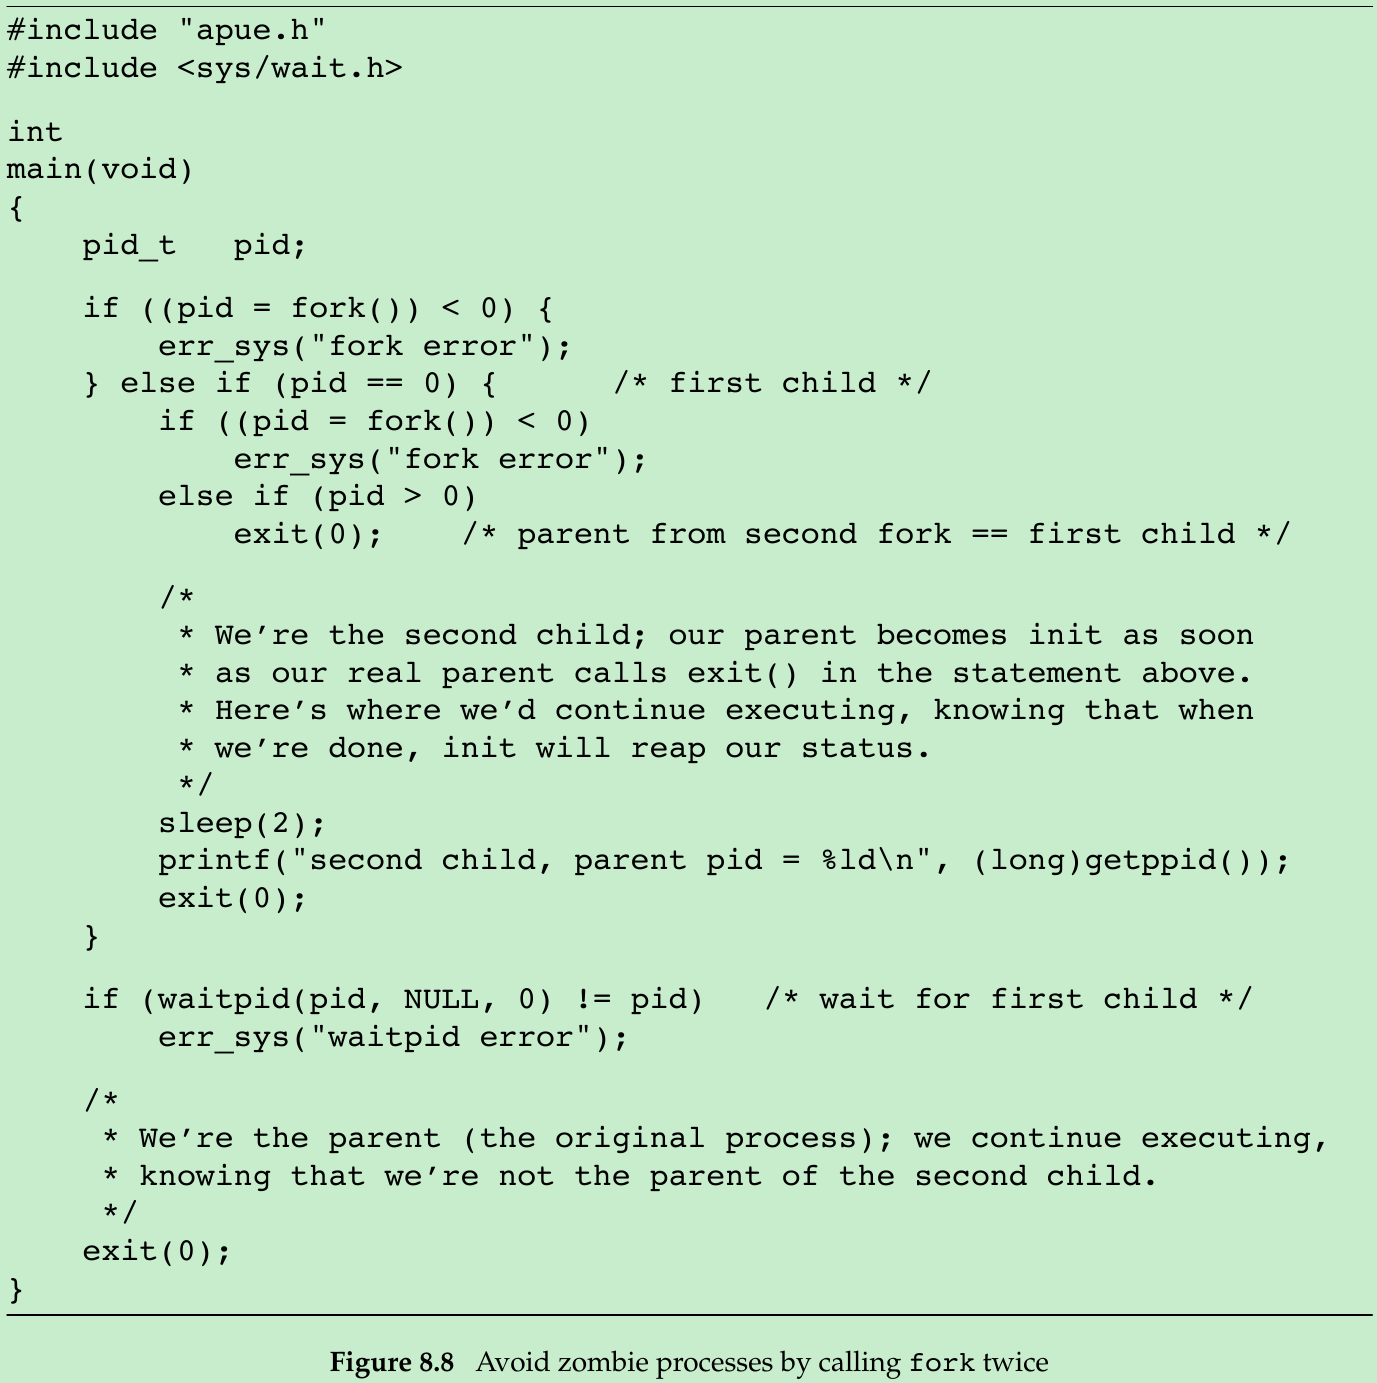 #include "apue.h"
#include <sys/wait.h>

int
main(void)
{
    pid_t   pid;

    if ((pid = fork()) < 0) {
        err_sys("fork error");
    } else if (pid == 0) {      /* first child */
        if ((pid = fork()) < 0)
            err_sys("fork error");
        else if (pid > 0)
            exit(0);    /* parent from second fork == first child */

        /*
         * We’re the second child; our parent becomes init as soon
         * as our real parent calls exit() in the statement above.
         * Here’s where we’d continue executing, knowing that when
         * we’re done, init will reap our status.
         */
        sleep(2);
        printf("second child, parent pid = %ld\n", (long)getppid());
        exit(0);
    }

    if (waitpid(pid, NULL, 0) != pid)   /* wait for first child */
        err_sys("waitpid error");

    /*
     * We’re the parent (the original process); we continue executing,
     * knowing that we’re not the parent of the second child.
     */
    exit(0);
}
Figure 8.8   Avoid zombie processes by calling fork twice